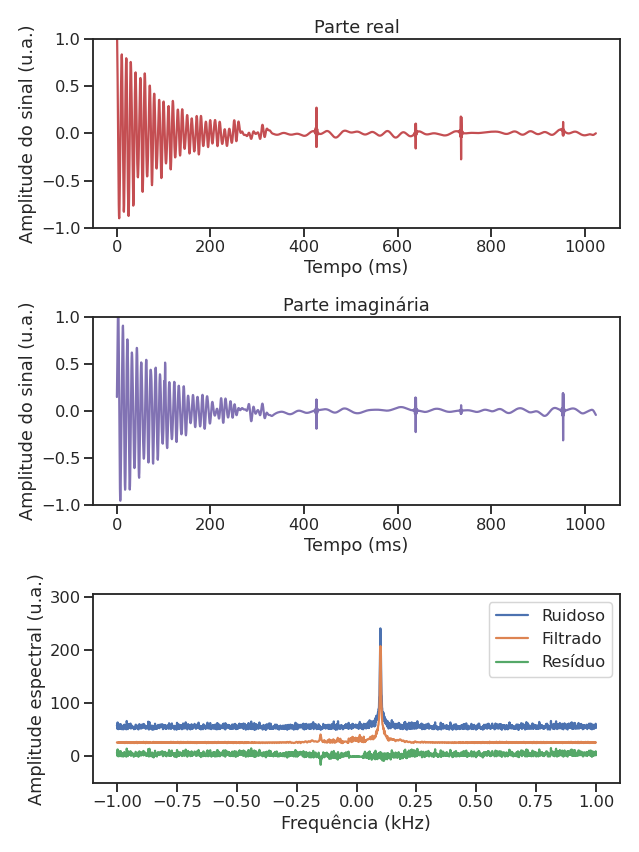 Parte real
Amplitude do sinal (u.a.)
1.0
0.5
0.0
−0.5
−1.0
0 200 400 600 800 1000
Tempo (ms)
Parte imaginária
Amplitude do sinal (u.a.)
1.0
0.5
0.0
−0.5
−1.0
0 200 400 600 800 1000
Tempo (ms)
Amplitude espectral (u.a.)
300
200
100
0
Ruidoso
Filtrado
Resíduo
−1.00 −0.75 −0.50 −0.25 0.00 0.25 0.50 0.75 1.00
Frequência (kHz)